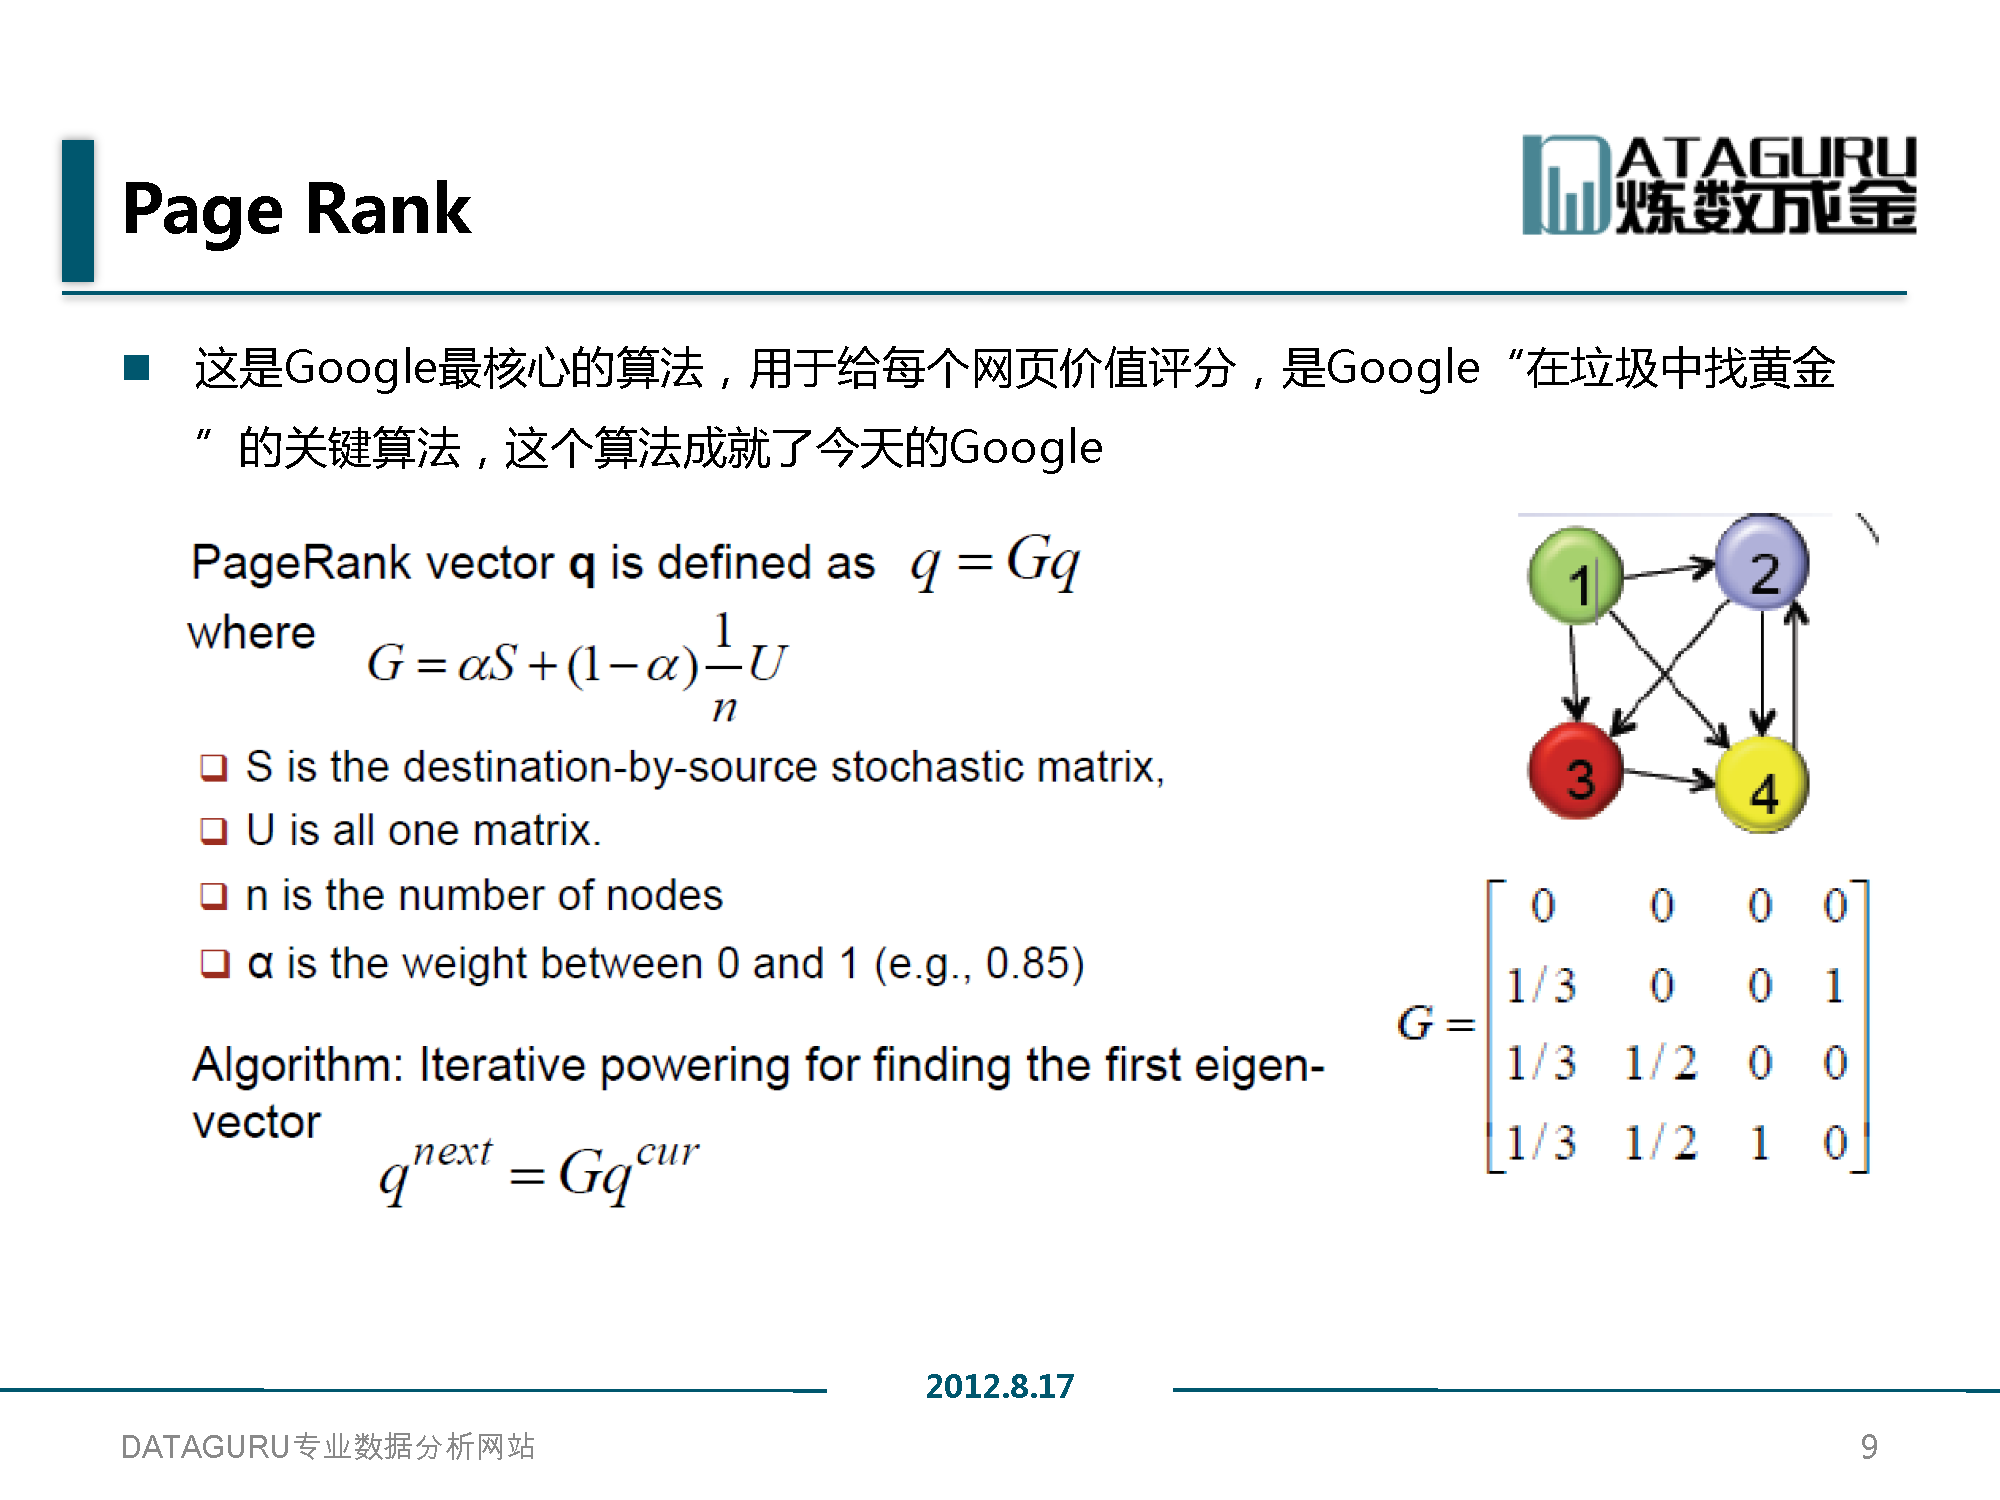 Page Rank
DATAGURU
炼数成金
这是Google最核心的算法，用于给每个网页价值评分，是Google“在垃圾中找黄金
”的关键算法，这个算法成就了今天的Google
PageRank vector q is defined as q = Gq
where
G = αS + (1 − α) 1/n U
S is the destination-by-source stochastic matrix,
U is all one matrix.
n is the number of nodes
α is the weight between 0 and 1 (e.g., 0.85)
Algorithm: Iterative powering for finding the first eigen-
vector
q^next = Gq^cur
1 2
3 4
0 0 0 0
1/3 0 0 1
G =
1/3 1/2 0 0
1/3 1/2 1 0
2012.8.17
DATAGURU专业数据分析网站
9